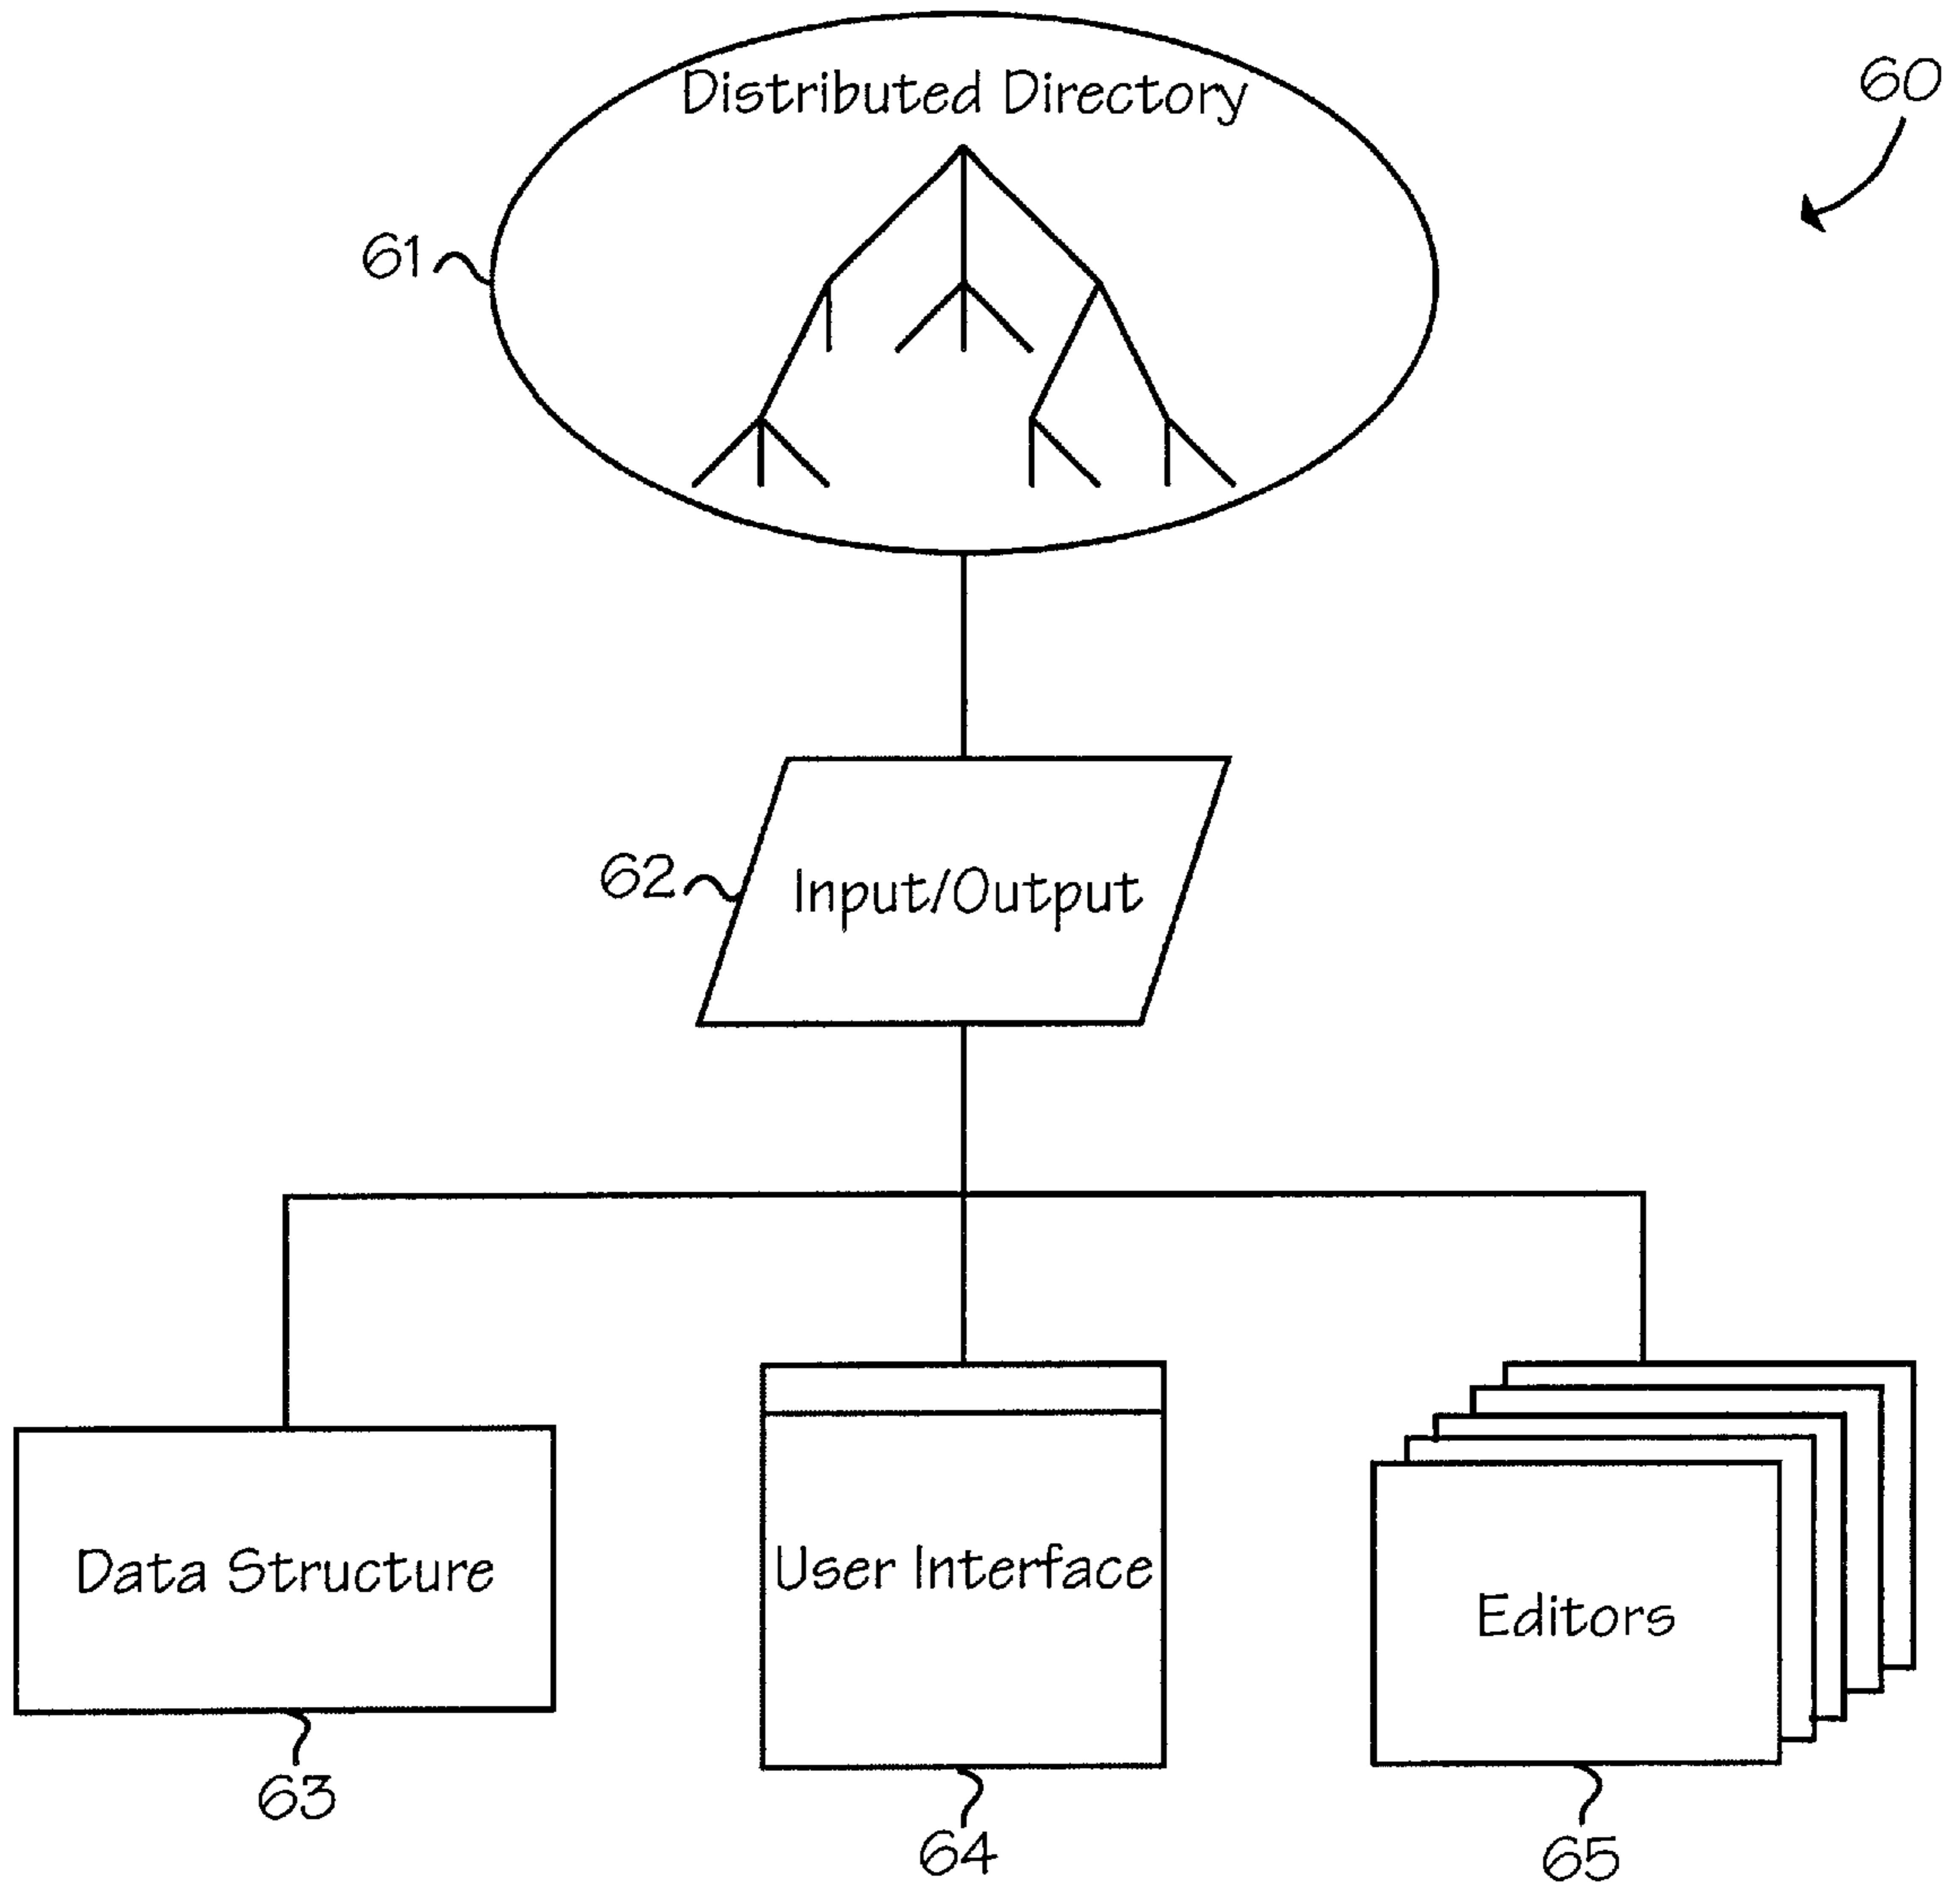 Distributed Directory
60
61
62
Input/Output
Data Structure
User Interface
Editors
63
64
65